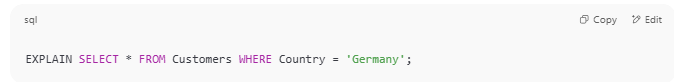 sql
Copy
Edit
EXPLAIN SELECT * FROM Customers WHERE Country = 'Germany';